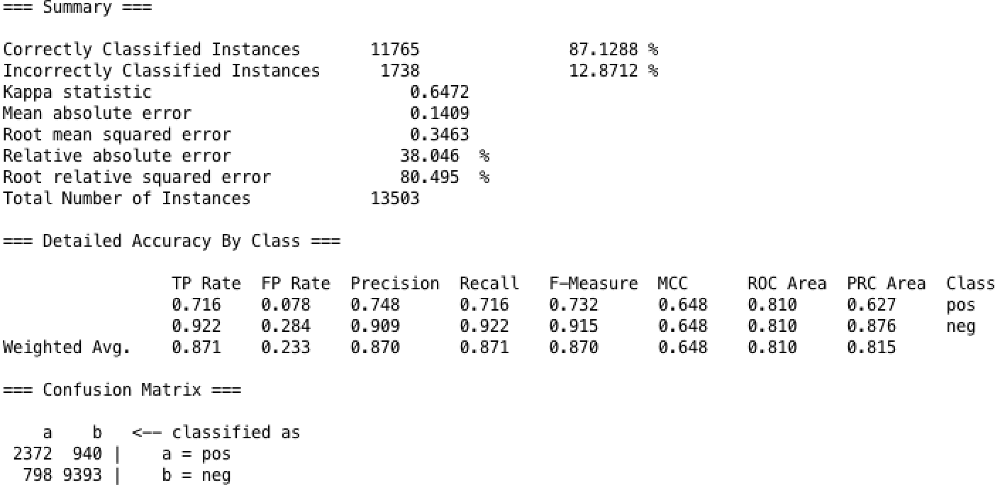 === Summary ===
Correctly Classified Instances 11765 87.1288 %
Incorrectly Classified Instances 1738 12.8712 %
Kappa statistic 0.6472
Mean absolute error 0.1409
Root mean squared error 0.3463
Relative absolute error 38.046 %
Root relative squared error 80.495 %
Total Number of Instances 13503
=== Detailed Accuracy By Class ===
TP Rate FP Rate Precision Recall F-Measure MCC ROC Area PRC Area Class
0.716 0.078 0.748 0.716 0.732 0.648 0.810 0.627 pos
0.922 0.284 0.909 0.922 0.915 0.648 0.810 0.876 neg
Weighted Avg. 0.871 0.233 0.870 0.871 0.870 0.648 0.810 0.815
=== Confusion Matrix ===
a b <-- classified as
2372 940 | a = pos
798 9393 | b = neg